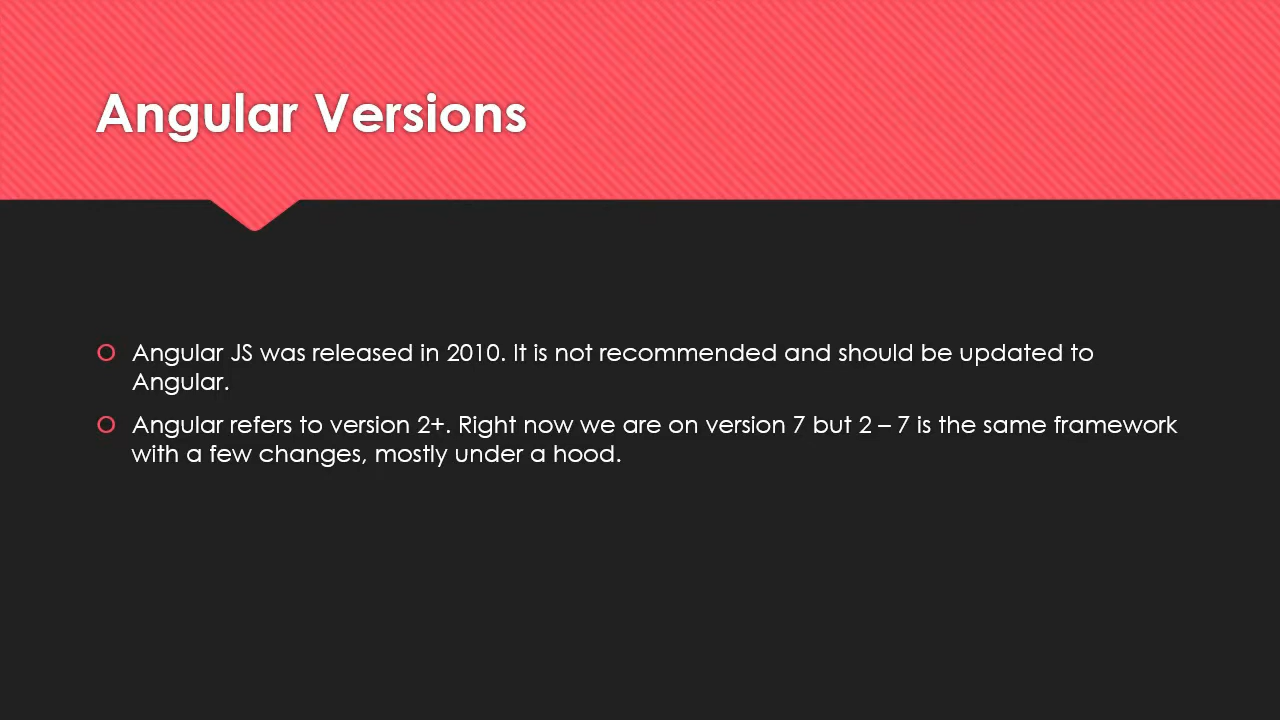 Angular Versions
Angular JS was released in 2010. It is not recommended and should be updated to
Angular.
Angular refers to version 2+. Right now we are on version 7 but 2 – 7 is the same framework
with a few changes, mostly under a hood.